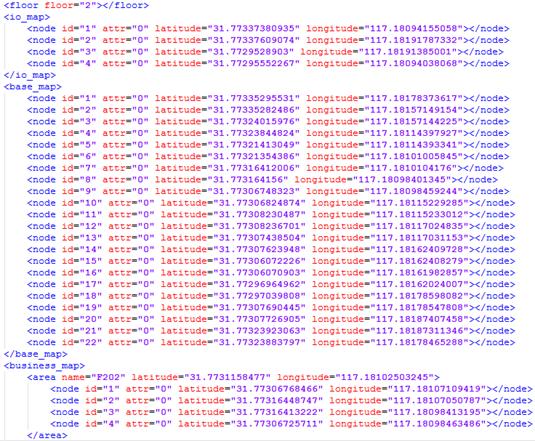 <floor floor="2"></floor>
<io_map>
<node id="1" attr="0" latitude="31.77337380935" longitude="117.18094155058"></node>
<node id="2" attr="0" latitude="31.77337609074" longitude="117.18191787332"></node>
<node id="3" attr="0" latitude="31.7729528903" longitude="117.18191385001"></node>
<node id="4" attr="0" latitude="31.77295552267" longitude="117.18094038068"></node>
</io_map>
<base_map>
<node id="1" attr="0" latitude="31.77335295531" longitude="117.18178373617"></node>
<node id="2" attr="0" latitude="31.77335282486" longitude="117.18157149154"></node>
<node id="3" attr="0" latitude="31.77324015976" longitude="117.18157144225"></node>
<node id="4" attr="0" latitude="31.77323844824" longitude="117.18114397927"></node>
<node id="5" attr="0" latitude="31.77321413049" longitude="117.18114393341"></node>
<node id="6" attr="0" latitude="31.77321354386" longitude="117.18101005845"></node>
<node id="7" attr="0" latitude="31.77316412006" longitude="117.1810104176"></node>
<node id="8" attr="0" latitude="31.77316415​6" longitude="117.18098401345"></node>
<node id="9" attr="0" latitude="31.77306748323" longitude="117.18098459244"></node>
<node id="10" attr="0" latitude="31.77306824874" longitude="117.18115229285"></node>
<node id="11" attr="0" latitude="31.77308230487" longitude="117.18115233012"></node>
<node id="12" attr="0" latitude="31.77308236701" longitude="117.18117024835"></node>
<node id="13" attr="0" latitude="31.77307438504" longitude="117.18117031153"></node>
<node id="14" attr="0" latitude="31.77307623948" longitude="117.18162409728"></node>
<node id="15" attr="0" latitude="31.77306072226" longitude="117.18162408279"></node>
<node id="16" attr="0" latitude="31.77306070903" longitude="117.18161982857"></node>
<node id="17" attr="0" latitude="31.77296964962" longitude="117.18162024007"></node>
<node id="18" attr="0" latitude="31.77297039808" longitude="117.18178598082"></node>
<node id="19" attr="0" latitude="31.77307690445" longitude="117.18178547808"></node>
<node id="20" attr="0" latitude="31.77307726905" longitude="117.18187407458"></node>
<node id="21" attr="0" latitude="31.77323923063" longitude="117.18187311346"></node>
<node id="22" attr="0" latitude="31.77323883797" longitude="117.18178465288"></node>
</base_map>
<business_map>
<area name="F202" latitude="31.7731158477" longitude="117.18102503245">
<node id="1" attr="0" latitude="31.77306768466" longitude="117.18107109419"></node>
<node id="2" attr="0" latitude="31.77316448747" longitude="117.18107050787"></node>
<node id="3" attr="0" latitude="31.77316413222" longitude="117.18098413195"></node>
<node id="4" attr="0" latitude="31.77306725711" longitude="117.18098463486"></node>
</area>